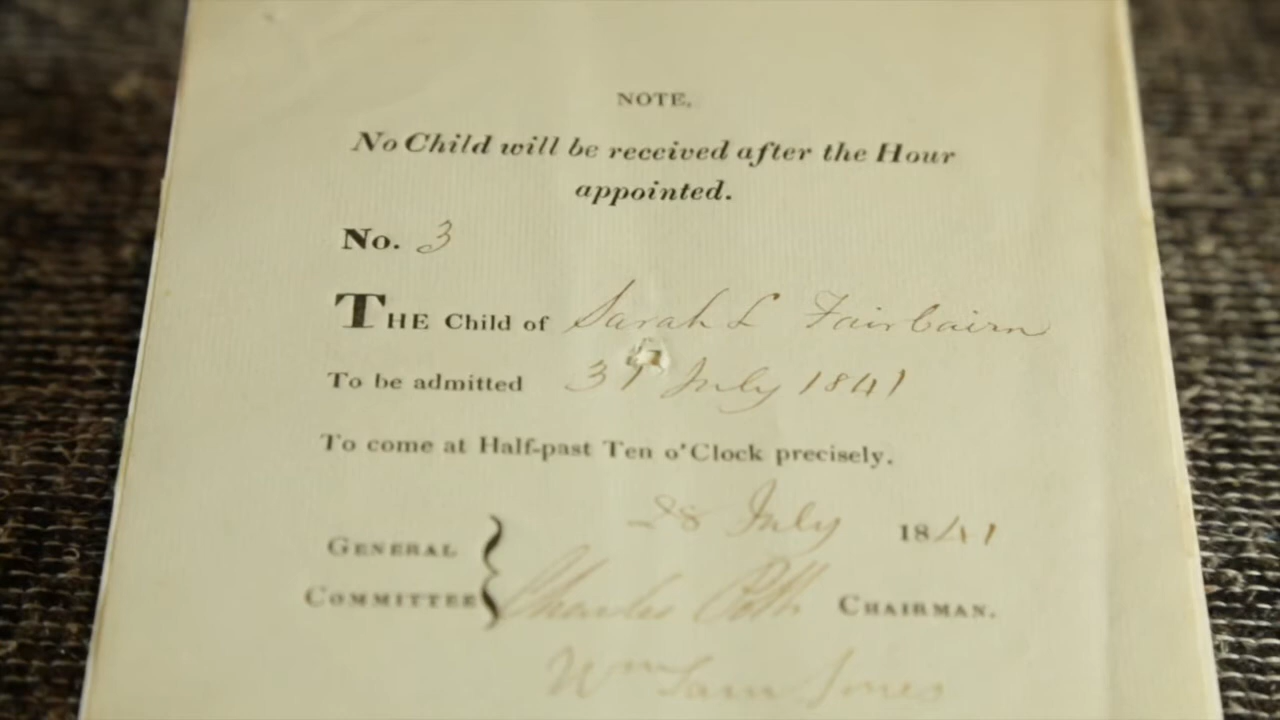 NOTE.
No Child will be received after the Hour
appointed.
No. 3
THE Child of Sarah L Fairbairn
To be admitted 31 July 1841
To come at Half-past Ten o'Clock precisely.
28 July 1841
GENERAL
COMMITTEE Charles CHAIRMAN.
Wm Jones